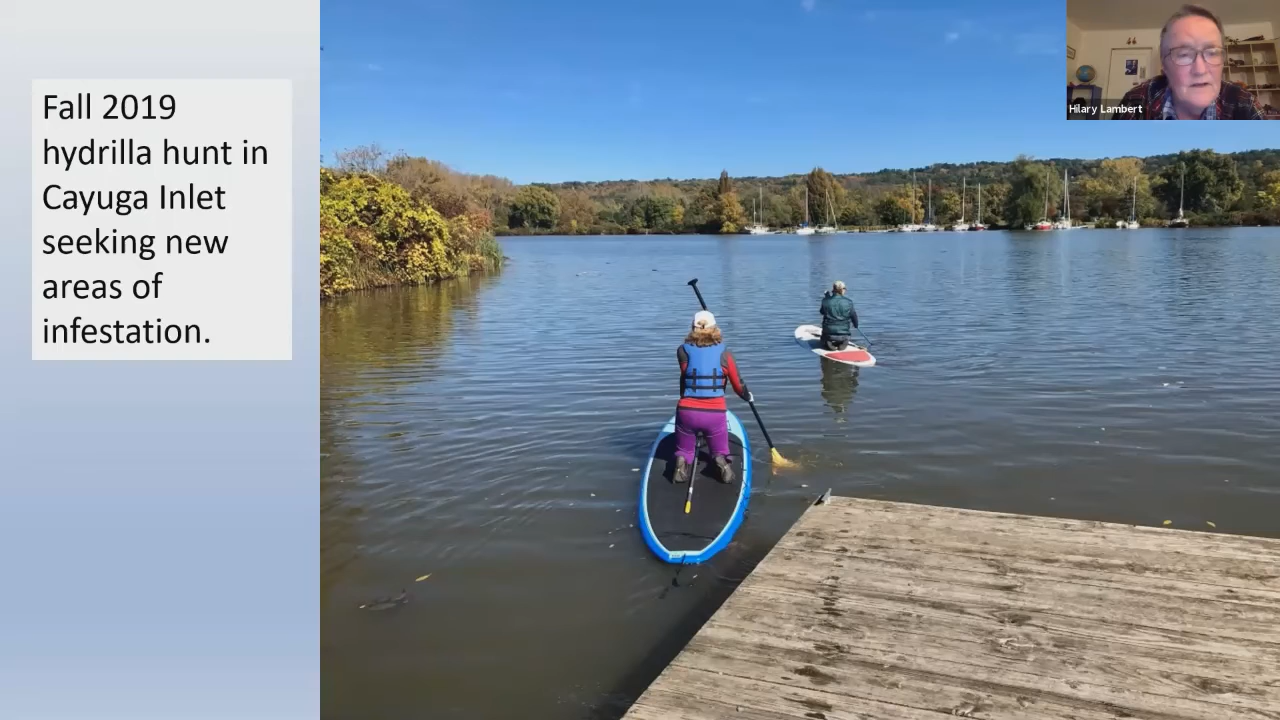 Fall 2019
hydrilla hunt in
Cayuga Inlet
seeking new
areas of
infestation.
Hilary Lambert